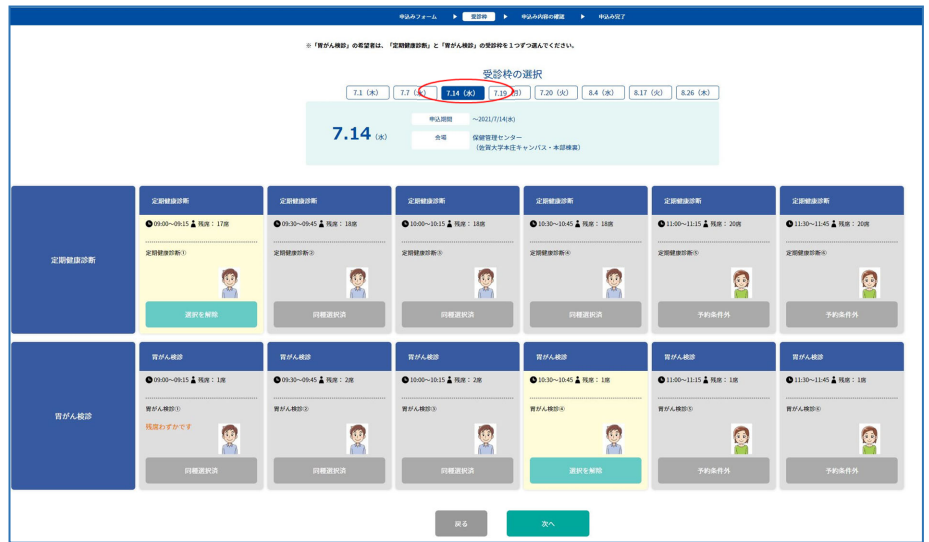 申込みフォーム ▶ 受診枠 ▶ 申込み内容の確認 ▶ 申込み完了
※「胃がん検診」の希望者は、「定期健康診断」と「胃がん検診」の受診枠を１つずつ選んでください。
受診枠の選択
7.1（木） 7.7（水） 7.14（水） 7.19（月） 7.20（火） 8.4（水） 8.17（火） 8.26（木）
7.14（水）
申込期間 ～2021/7/14(水)
会場 保健管理センター
（佐賀大学本庄キャンパス・本部棟裏）
定期健康診断
定期健康診断 定期健康診断 定期健康診断 定期健康診断 定期健康診断 定期健康診断
09:00～09:15 残席：17席 09:30～09:45 残席：18席 10:00～10:15 残席：18席 10:30～10:45 残席：18席 11:00～11:15 残席：20席 11:30～11:45 残席：20席
定期健康診断① 定期健康診断② 定期健康診断③ 定期健康診断④ 定期健康診断⑤ 定期健康診断⑥
選択を解除 同種選択済 同種選択済 同種選択済 予約条件外 予約条件外
胃がん検診
胃がん検診 胃がん検診 胃がん検診 胃がん検診 胃がん検診 胃がん検診
09:00～09:15 残席：1席 09:30～09:45 残席：2席 10:00～10:15 残席：2席 10:30～10:45 残席：1席 11:00～11:15 残席：1席 11:30～11:45 残席：1席
胃がん検診① 胃がん検診② 胃がん検診③ 胃がん検診④ 胃がん検診⑤ 胃がん検診⑥
残席わずかです
同種選択済 同種選択済 同種選択済 選択を解除 予約条件外 予約条件外
戻る 次へ